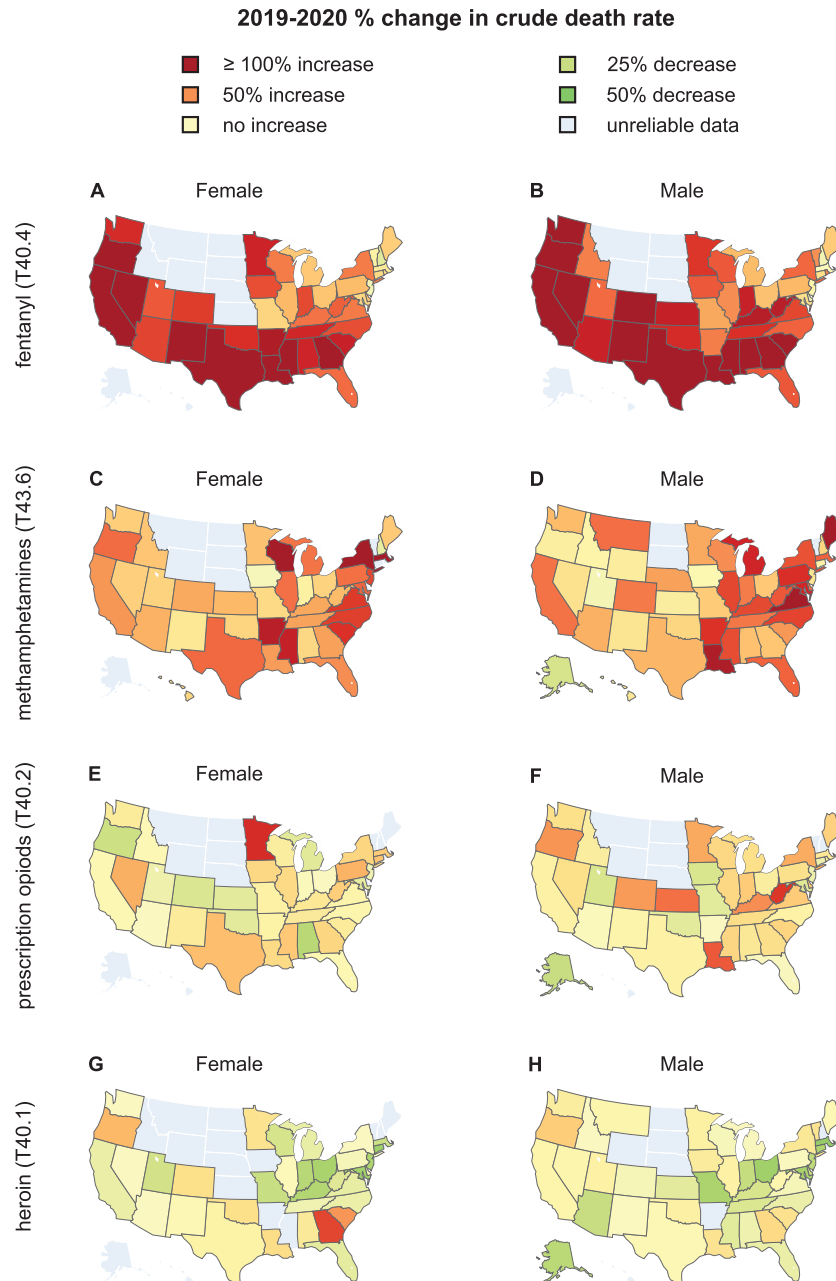 2019-2020 % change in crude death rate
≥ 100% increase
50% increase
no increase
25% decrease
50% decrease
unreliable data
fentanyl (T40.4)
A Female
B Male
methamphetamines (T43.6)
C Female
D Male
prescription opiods (T40.2)
E Female
F Male
heroin (T40.1)
G Female
H Male